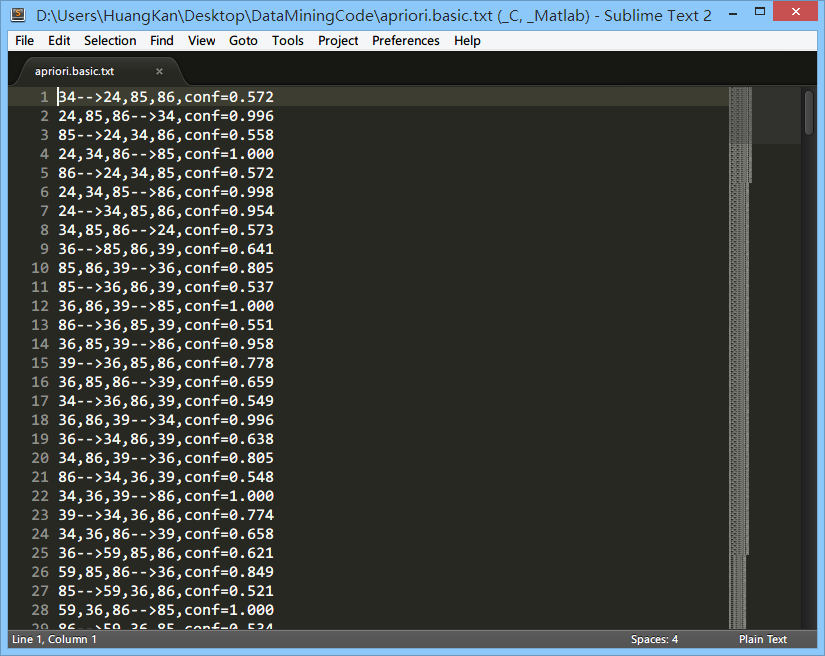 D:\Users\HuangKan\Desktop\DataMiningCode\apriori.basic.txt (_C, _Matlab) - Sublime Text 2
File Edit Selection Find View Goto Tools Project Preferences Help
apriori.basic.txt ×
1 34-->24,85,86,conf=0.572
2 24,85,86-->34,conf=0.996
3 85-->24,34,86,conf=0.558
4 24,34,86-->85,conf=1.000
5 86-->24,34,85,conf=0.572
6 24,34,85-->86,conf=0.998
7 24-->34,85,86,conf=0.954
8 34,85,86-->24,conf=0.573
9 36-->85,86,39,conf=0.641
10 85,86,39-->36,conf=0.805
11 85-->36,86,39,conf=0.537
12 36,86,39-->85,conf=1.000
13 86-->36,85,39,conf=0.551
14 36,85,39-->86,conf=0.958
15 39-->36,85,86,conf=0.778
16 36,85,86-->39,conf=0.659
17 34-->36,86,39,conf=0.549
18 36,86,39-->34,conf=0.996
19 36-->34,86,39,conf=0.638
20 34,86,39-->36,conf=0.805
21 86-->34,36,39,conf=0.548
22 34,36,39-->86,conf=1.000
23 39-->34,36,86,conf=0.774
24 34,36,86-->39,conf=0.658
25 36-->59,85,86,conf=0.621
26 59,85,86-->36,conf=0.849
27 85-->59,36,86,conf=0.521
28 59,36,86-->85,conf=1.000
29 86-->59,36,85,conf=0.534
Line 1, Column 1 Spaces: 4 Plain Text